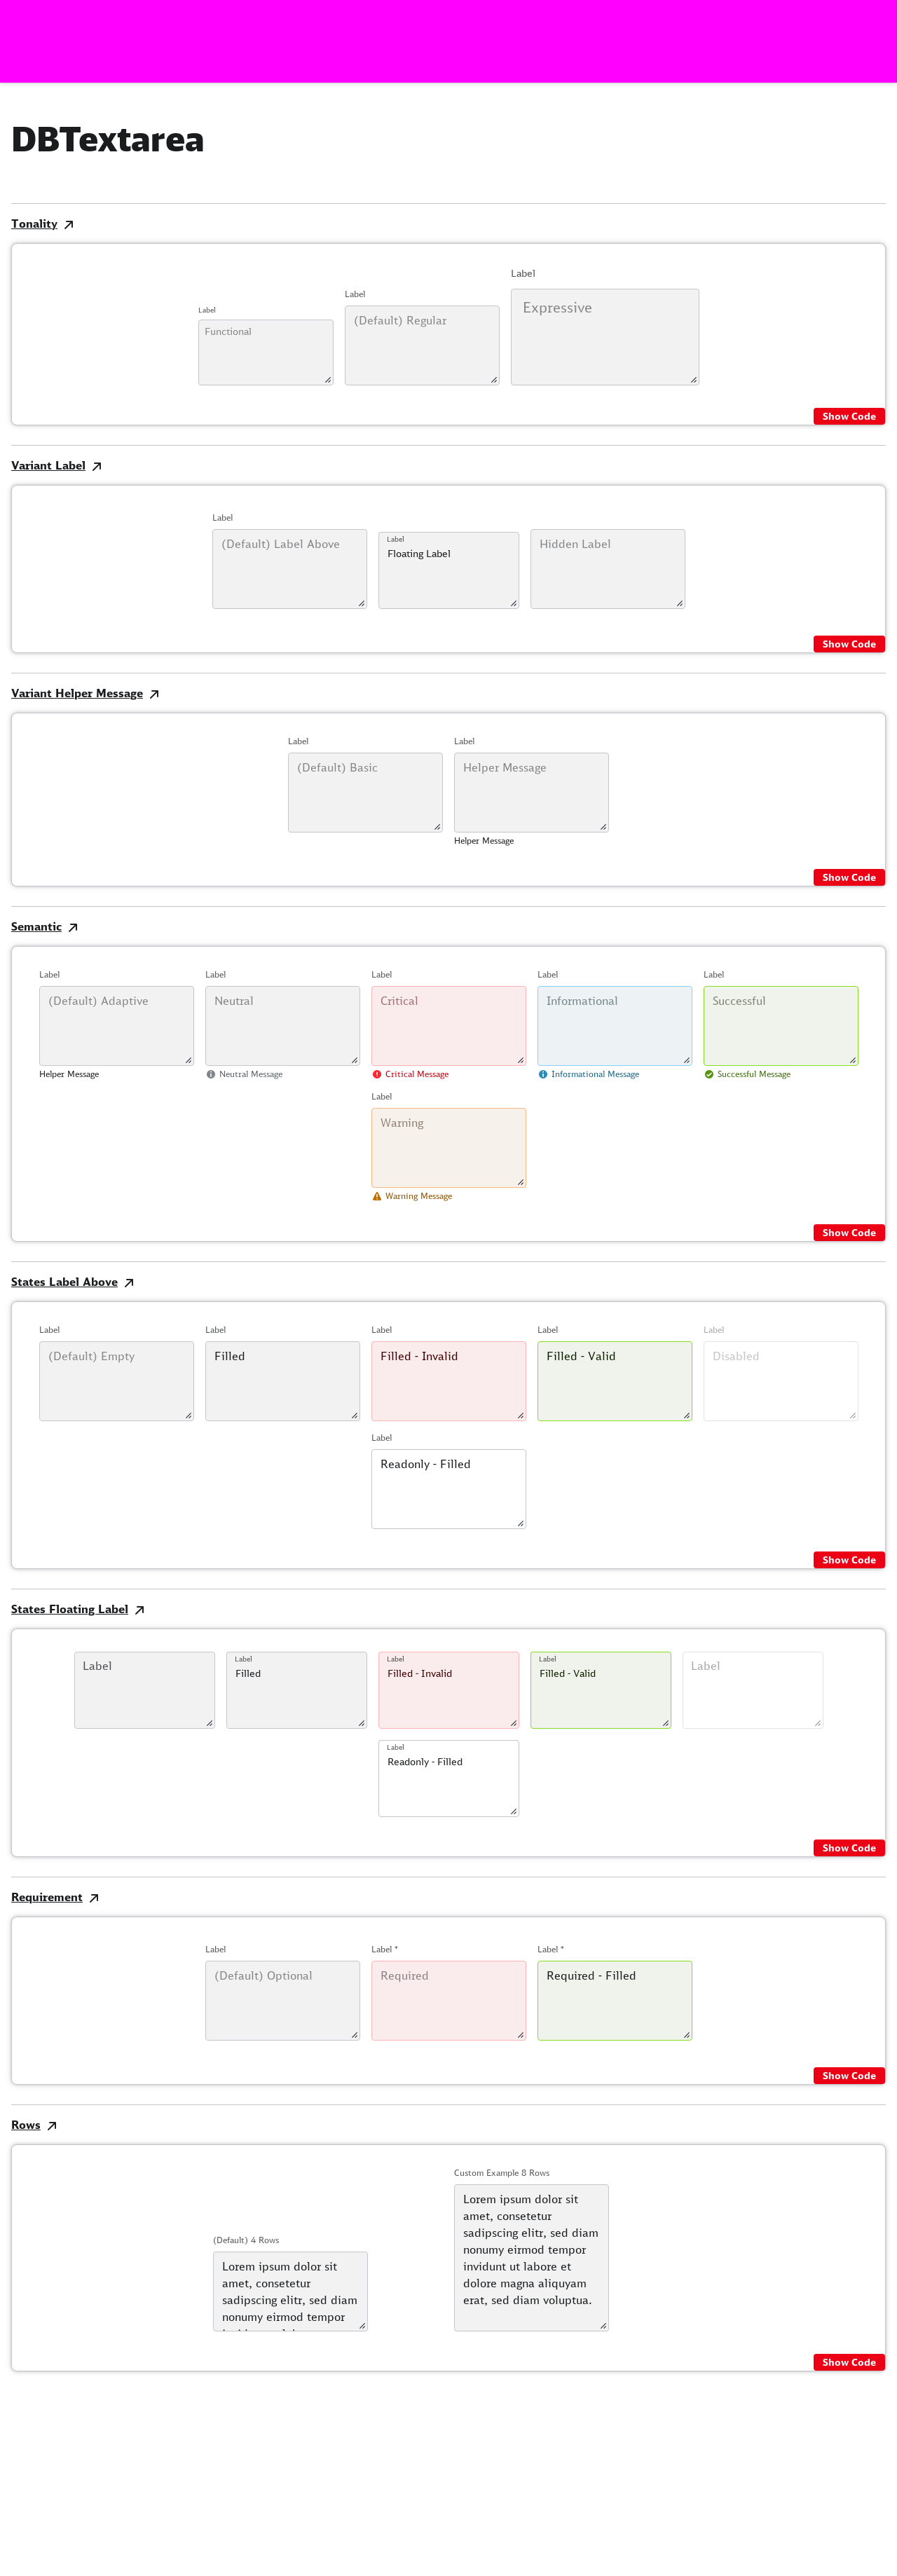 DBTextarea
Tonality
Label
Functional
Label
(Default) Regular
Label
Expressive
Show Code
Variant Label
Label
(Default) Label Above
Label
Floating Label
Hidden Label
Show Code
Variant Helper Message
Label
(Default) Basic
Label
Helper Message
Helper Message
Show Code
Semantic
Label
(Default) Adaptive
Helper Message
Label
Neutral
Neutral Message
Label
Critical
Critical Message
Label
Informational
Informational Message
Label
Successful
Successful Message
Label
Warning
Warning Message
Show Code
States Label Above
Label
(Default) Empty
Label
Filled
Label
Filled - Invalid
Label
Filled - Valid
Label
Disabled
Label
Readonly - Filled
Show Code
States Floating Label
Label
Label
Filled
Label
Filled - Invalid
Label
Filled - Valid
Label
Label
Readonly - Filled
Show Code
Requirement
Label
(Default) Optional
Label *
Required
Label *
Required - Filled
Show Code
Rows
(Default) 4 Rows
Lorem ipsum dolor sit
amet, consetetur
sadipscing elitr, sed diam
nonumy eirmod tempor
Custom Example 8 Rows
Lorem ipsum dolor sit
amet, consetetur
sadipscing elitr, sed diam
nonumy eirmod tempor
invidunt ut labore et
dolore magna aliquyam
erat, sed diam voluptua.
Show Code